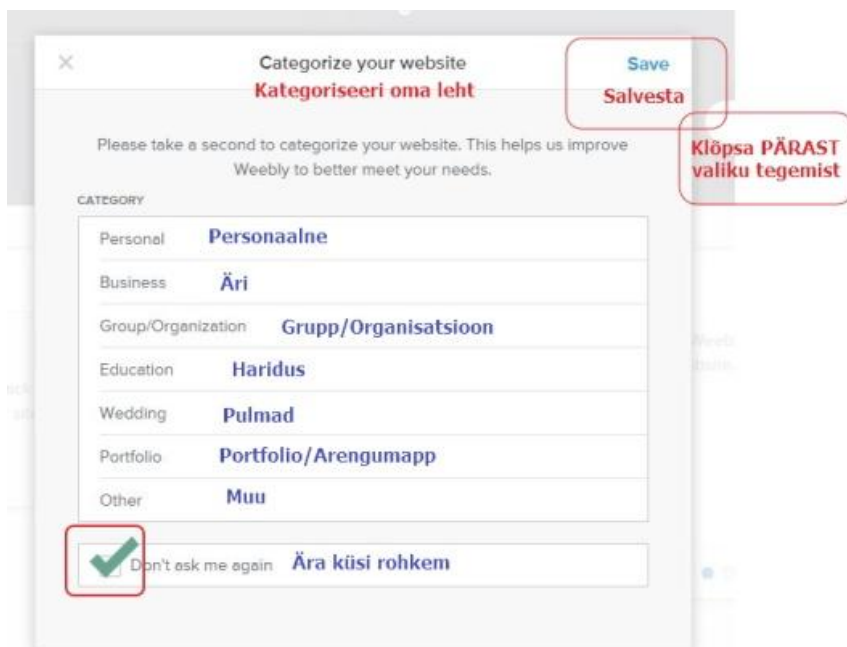 Categorize your website
Save
Kategoriseeri oma leht
Salvesta
Klõpsa PÄRAST
valiku tegemist
Please take a second to categorize your website. This helps us improve
Weebly to better meet your needs.
CATEGORY
Personal Personaalne
Business Äri
Group/Organization Grupp/Organisatsioon
Education Haridus
Wedding Pulmad
Portfolio Portfolio/Arengumapp
Other Muu
Don't ask me again Ära küsi rohkem